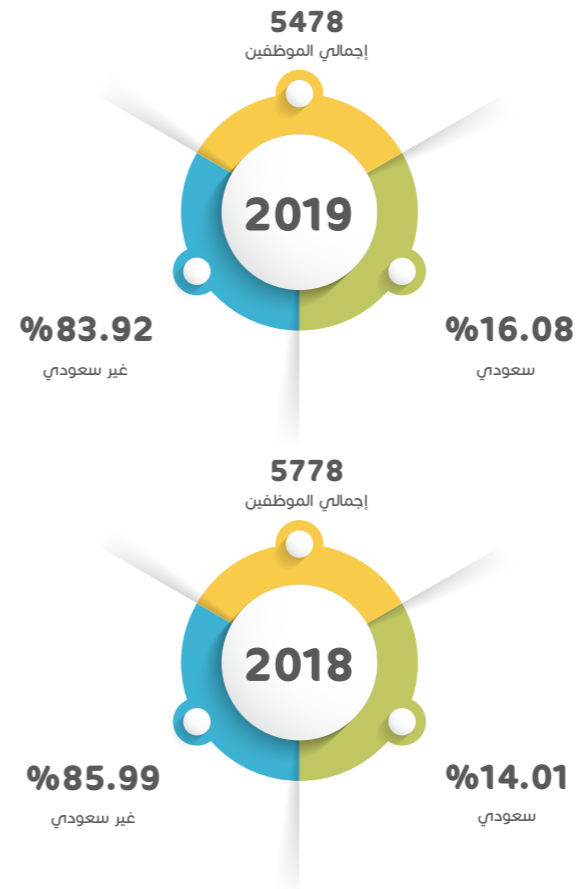 5478
إجمالي الموظفين
2019
%16.08
سعودي
%83.92
غير سعودي
5778
إجمالي الموظفين
2018
%14.01
سعودي
%85.99
غير سعودي